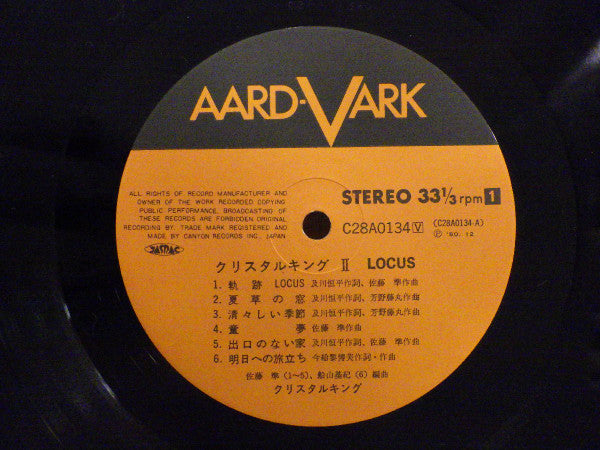 AARD-VARK
ALL RIGHTS OF RECORD MANUFACTURER AND
OWNER OF THE WORK RECORDED COPYING
PUBLIC PERFORMANCE, BROADCASTING OF
THESE RECORDS ARE FORBIDDEN ORIGINAL
RECORDING BY. TRADE MARK REGISTERED AND
MADE BY CANYON RECORDS INC., JAPAN
JASRAC
STEREO 33 1/3 rpm 1
C28A0134 V (C28A0134-A)
Ⓟ '80. 12
クリスタルキング Ⅱ LOCUS
1. 軌跡 LOCUS 及川恒平作詞、佐藤 準作曲
2. 夏草の窓 及川恒平作詞、芳野藤丸作曲
3. 清々しい季節 及川恒平作詞、芳野藤丸作曲
4. 童夢 佐藤 準作曲
5. 出口のない家 及川恒平作詞、佐藤 準作曲
6. 明日への旅立ち 今給黎博美作詞・作曲
佐藤 準(1〜5)、船山基紀(6) 編曲
クリスタルキング